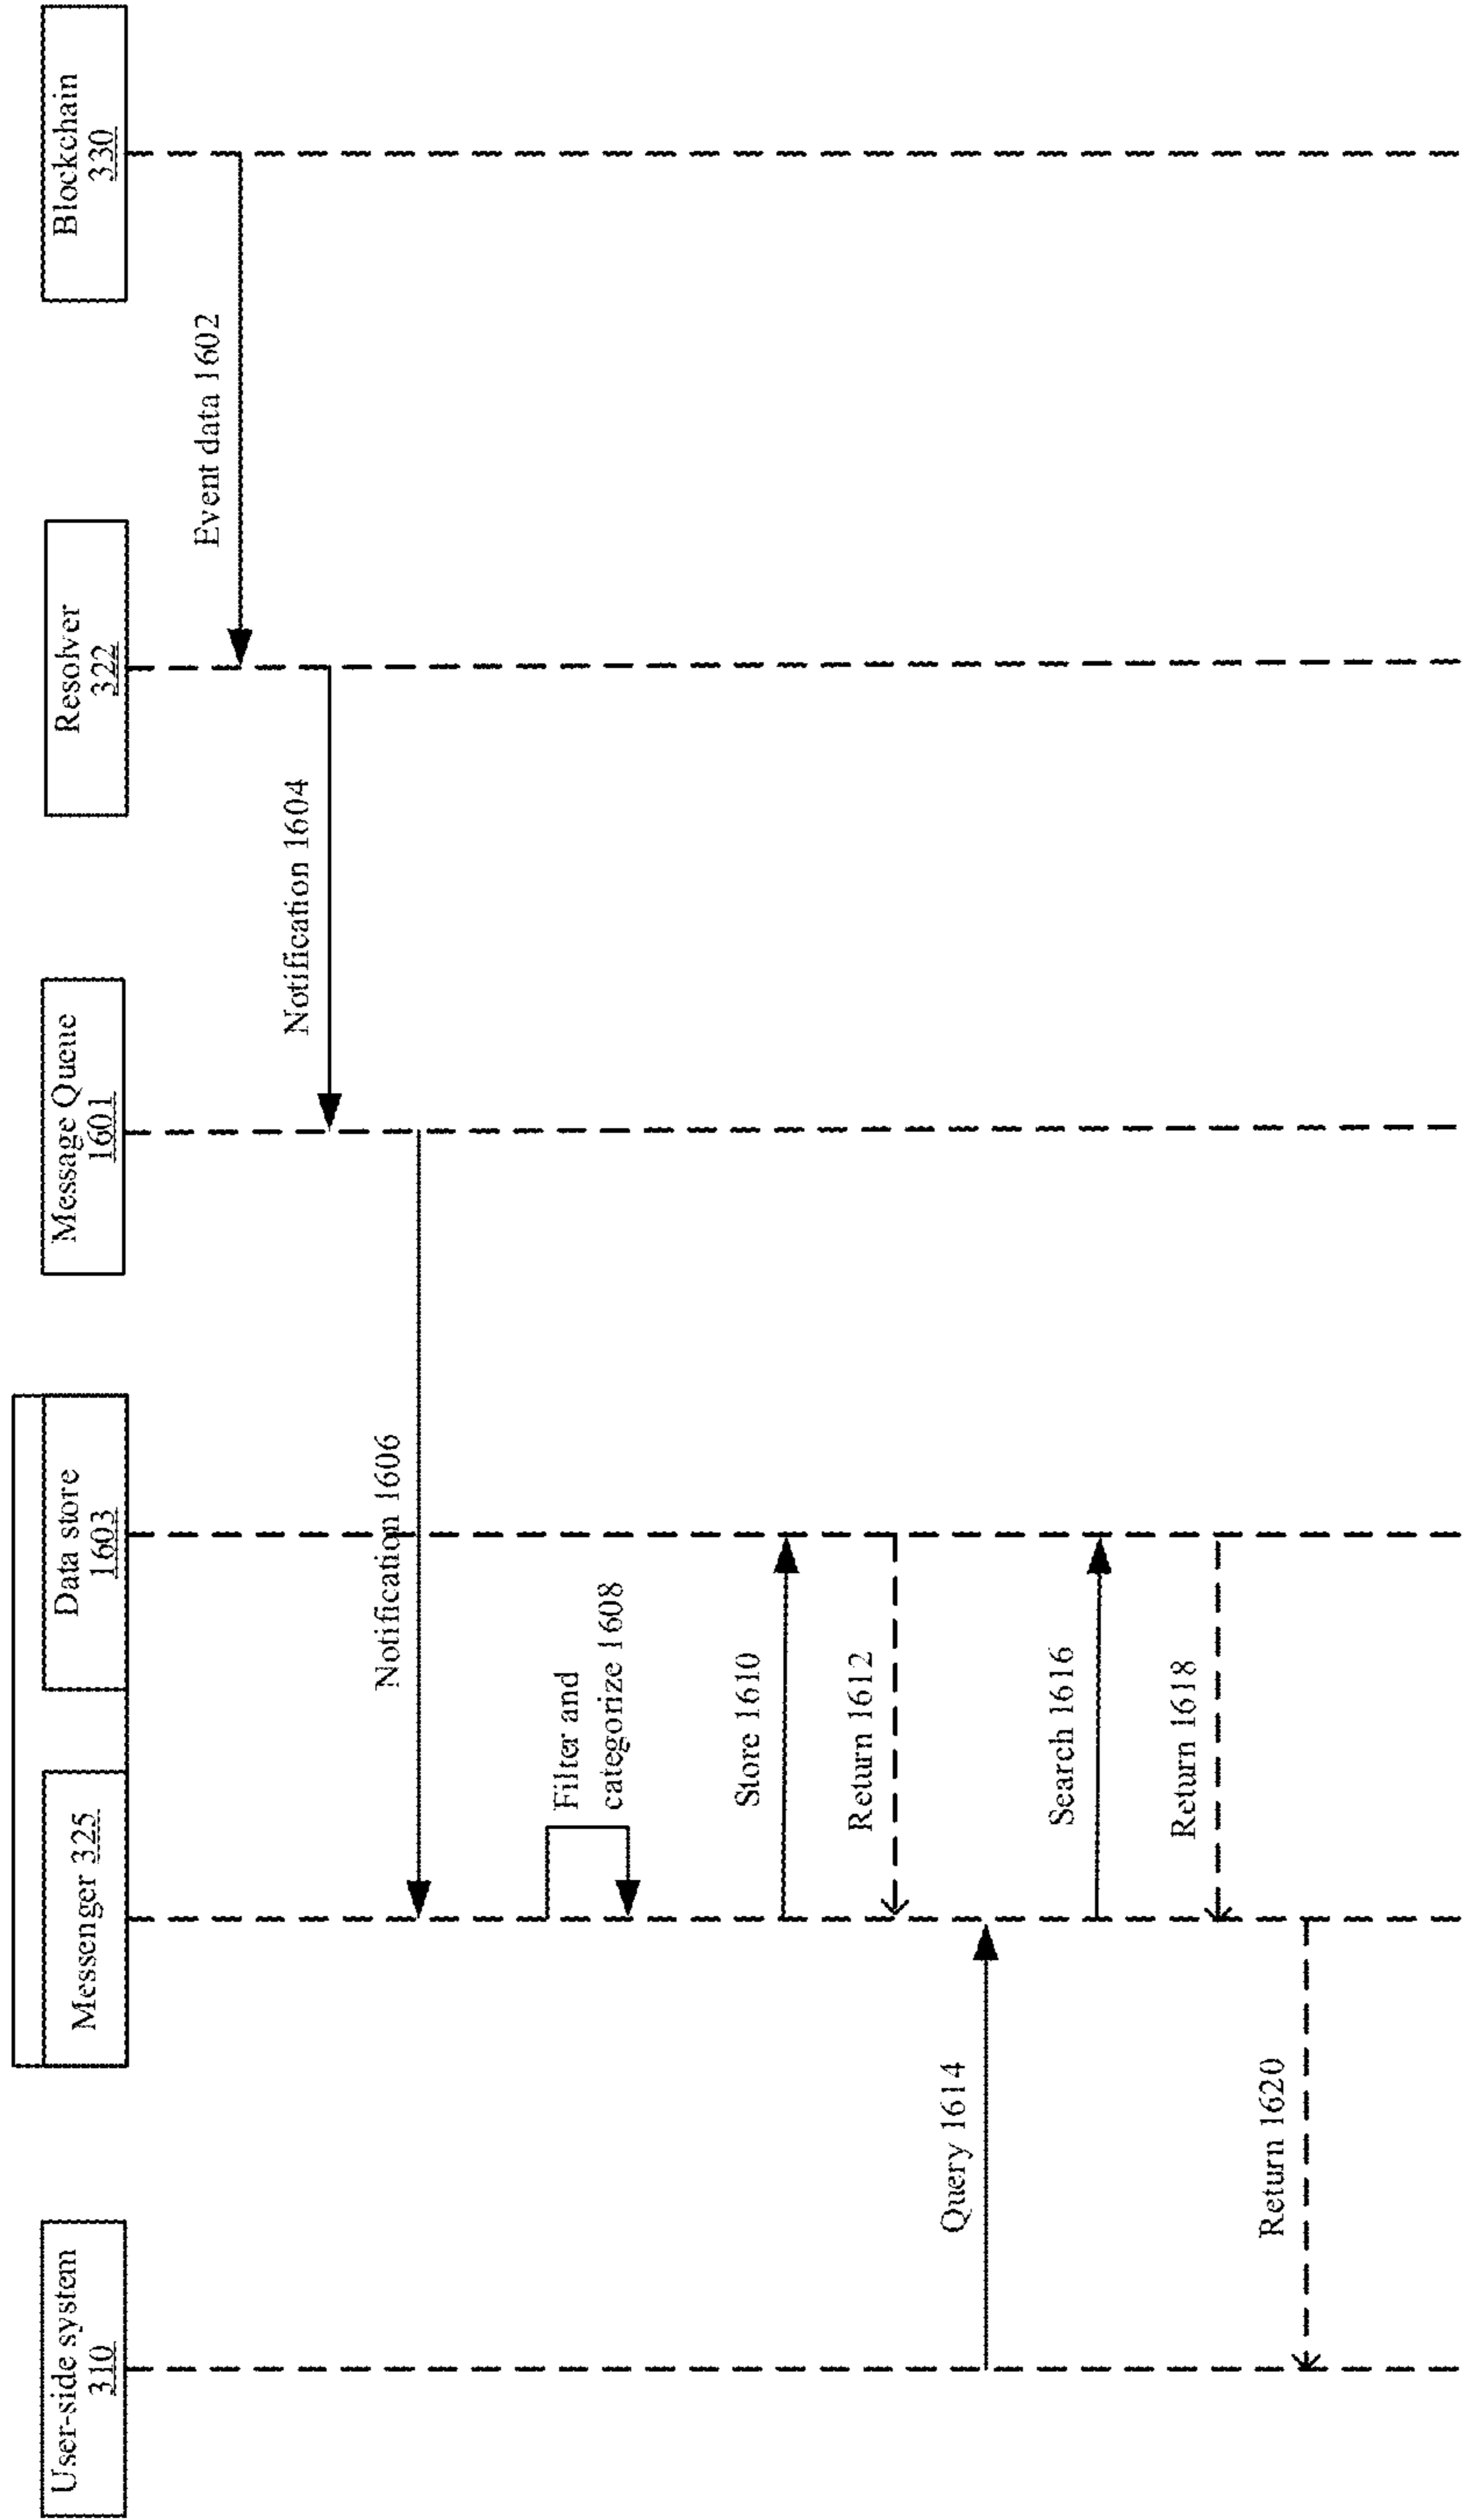 User-side system
310
Messenger 325
Data store
1603
Message Queue
1601
Resolver
322
Blockchain
330
Event data 1602
Notification 1604
Notification 1606
Filter and
categorize 1608
Store 1610
Return 1612
Query 1614
Search 1616
Return 1618
Return 1620